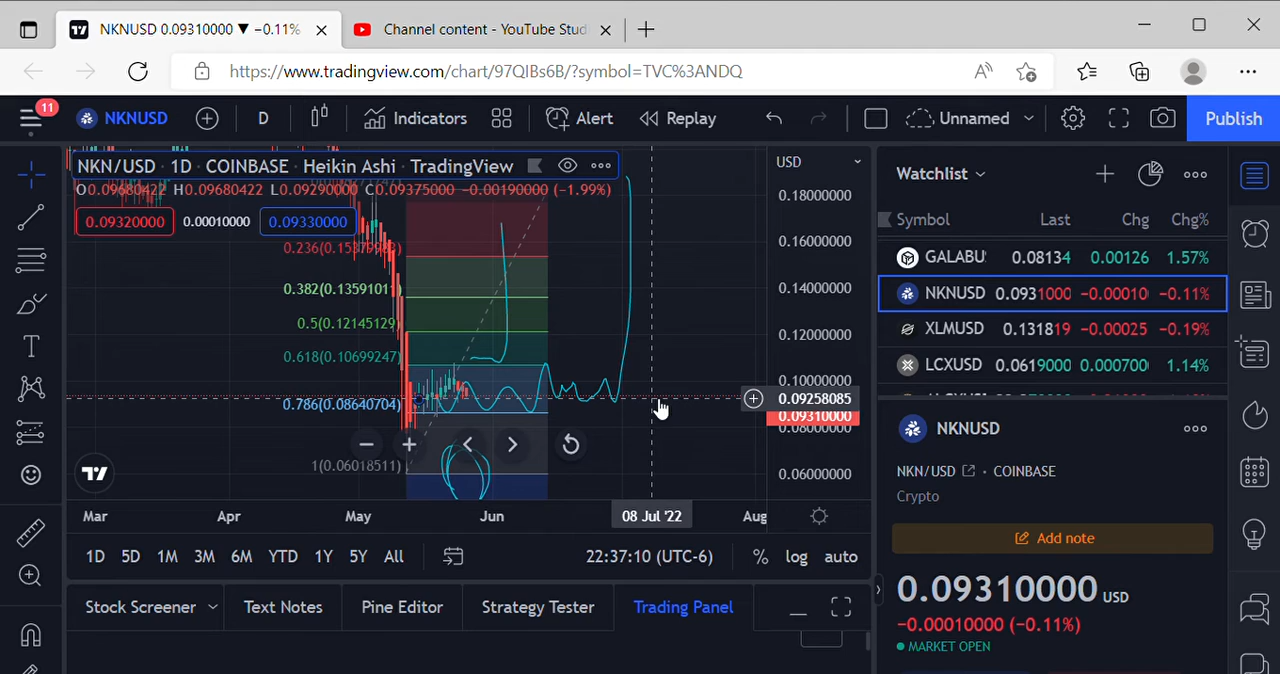 NKNUSD 0.09310000 ▼ −0.11%
Channel content - YouTube Stud
https://www.tradingview.com/chart/97QIBs6B/?symbol=TVC%3ANDQ
11
NKNUSD
D
Indicators
Alert
Replay
Unnamed
Publish
NKN/USD · 1D · COINBASE · Heikin Ashi · TradingView
O0.09680422 H0.09680422 L0.09290000 C0.09375000 −0.00190000 (−1.99%)
0.09320000
0.00010000
0.09330000
0.382(0.1359101
0.5(0.12145129)
0.618(0.10699247)
0.786(0.08640704)
1(0.06018511)
USD
0.18000000
0.16000000
0.14000000
0.12000000
0.10000000
0.09258085
0.09310000
0.08000000
0.06000000
Mar
Apr
May
Jun
08 Jul '22
Aug
1D
5D
1M
3M
6M
YTD
1Y
5Y
All
22:37:10 (UTC-6)
%
log
auto
Stock Screener
Text Notes
Pine Editor
Strategy Tester
Trading Panel
Watchlist
Symbol
Last
Chg
Chg%
GALABU
0.08134
0.00126
1.57%
NKNUSD
0.0931000
−0.00010
−0.11%
XLMUSD
0.131819
−0.00025
−0.19%
LCXUSD
0.0619000
0.000700
1.14%
NKNUSD
NKN/USD · COINBASE
Crypto
Add note
0.09310000 USD
−0.00010000 (−0.11%)
MARKET OPEN